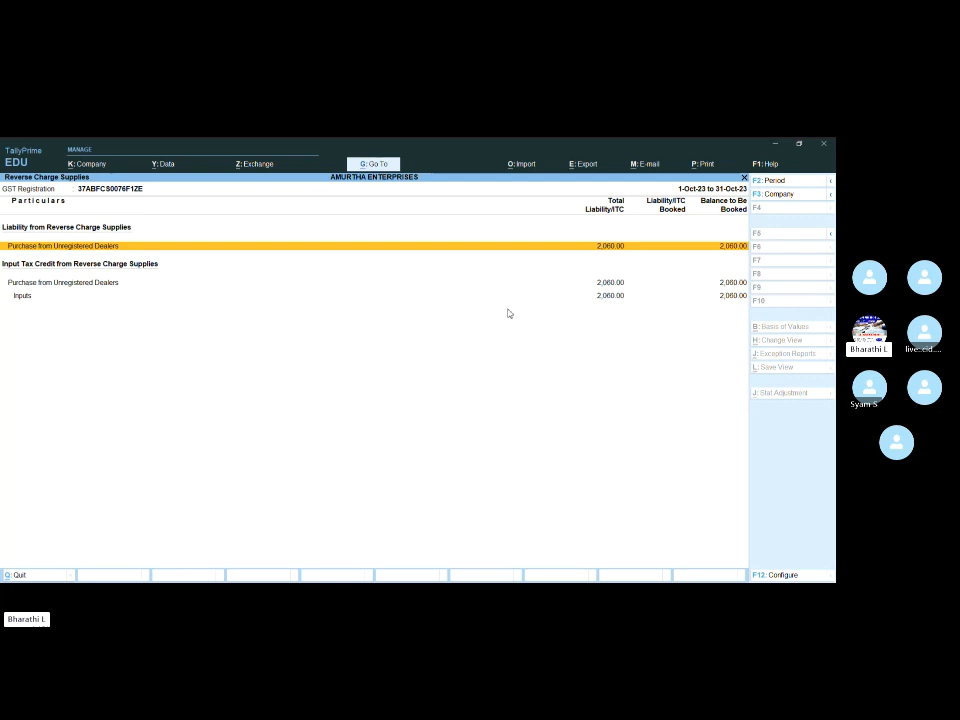 TallyPrime MANAGE
EDU K: Company Y: Data Z: Exchange G: Go To O: Import E: Export M: E-mail P: Print F1: Help
Reverse Charge Supplies AMURTHA ENTERPRISES X
GST Registration : 37ABFCS0076F1ZE 1-Oct-23 to 31-Oct-23
Particulars Total Liability/ITC Balance to Be
Liability/ITC Booked Booked
Liability from Reverse Charge Supplies
Purchase from Unregistered Dealers 2,060.00 2,060.00
Input Tax Credit from Reverse Charge Supplies
Purchase from Unregistered Dealers 2,060.00 2,060.00
Inputs 2,060.00 2,060.00
F2: Period
F3: Company
F4
F5
F6
F7
F8
F9
F10
B: Basis of Values
H: Change View
J: Exception Reports
L: Save View
J: Stat Adjustment
Q: Quit F12: Configure
Bharathi L live:.cid....
Syam S
Bharathi L